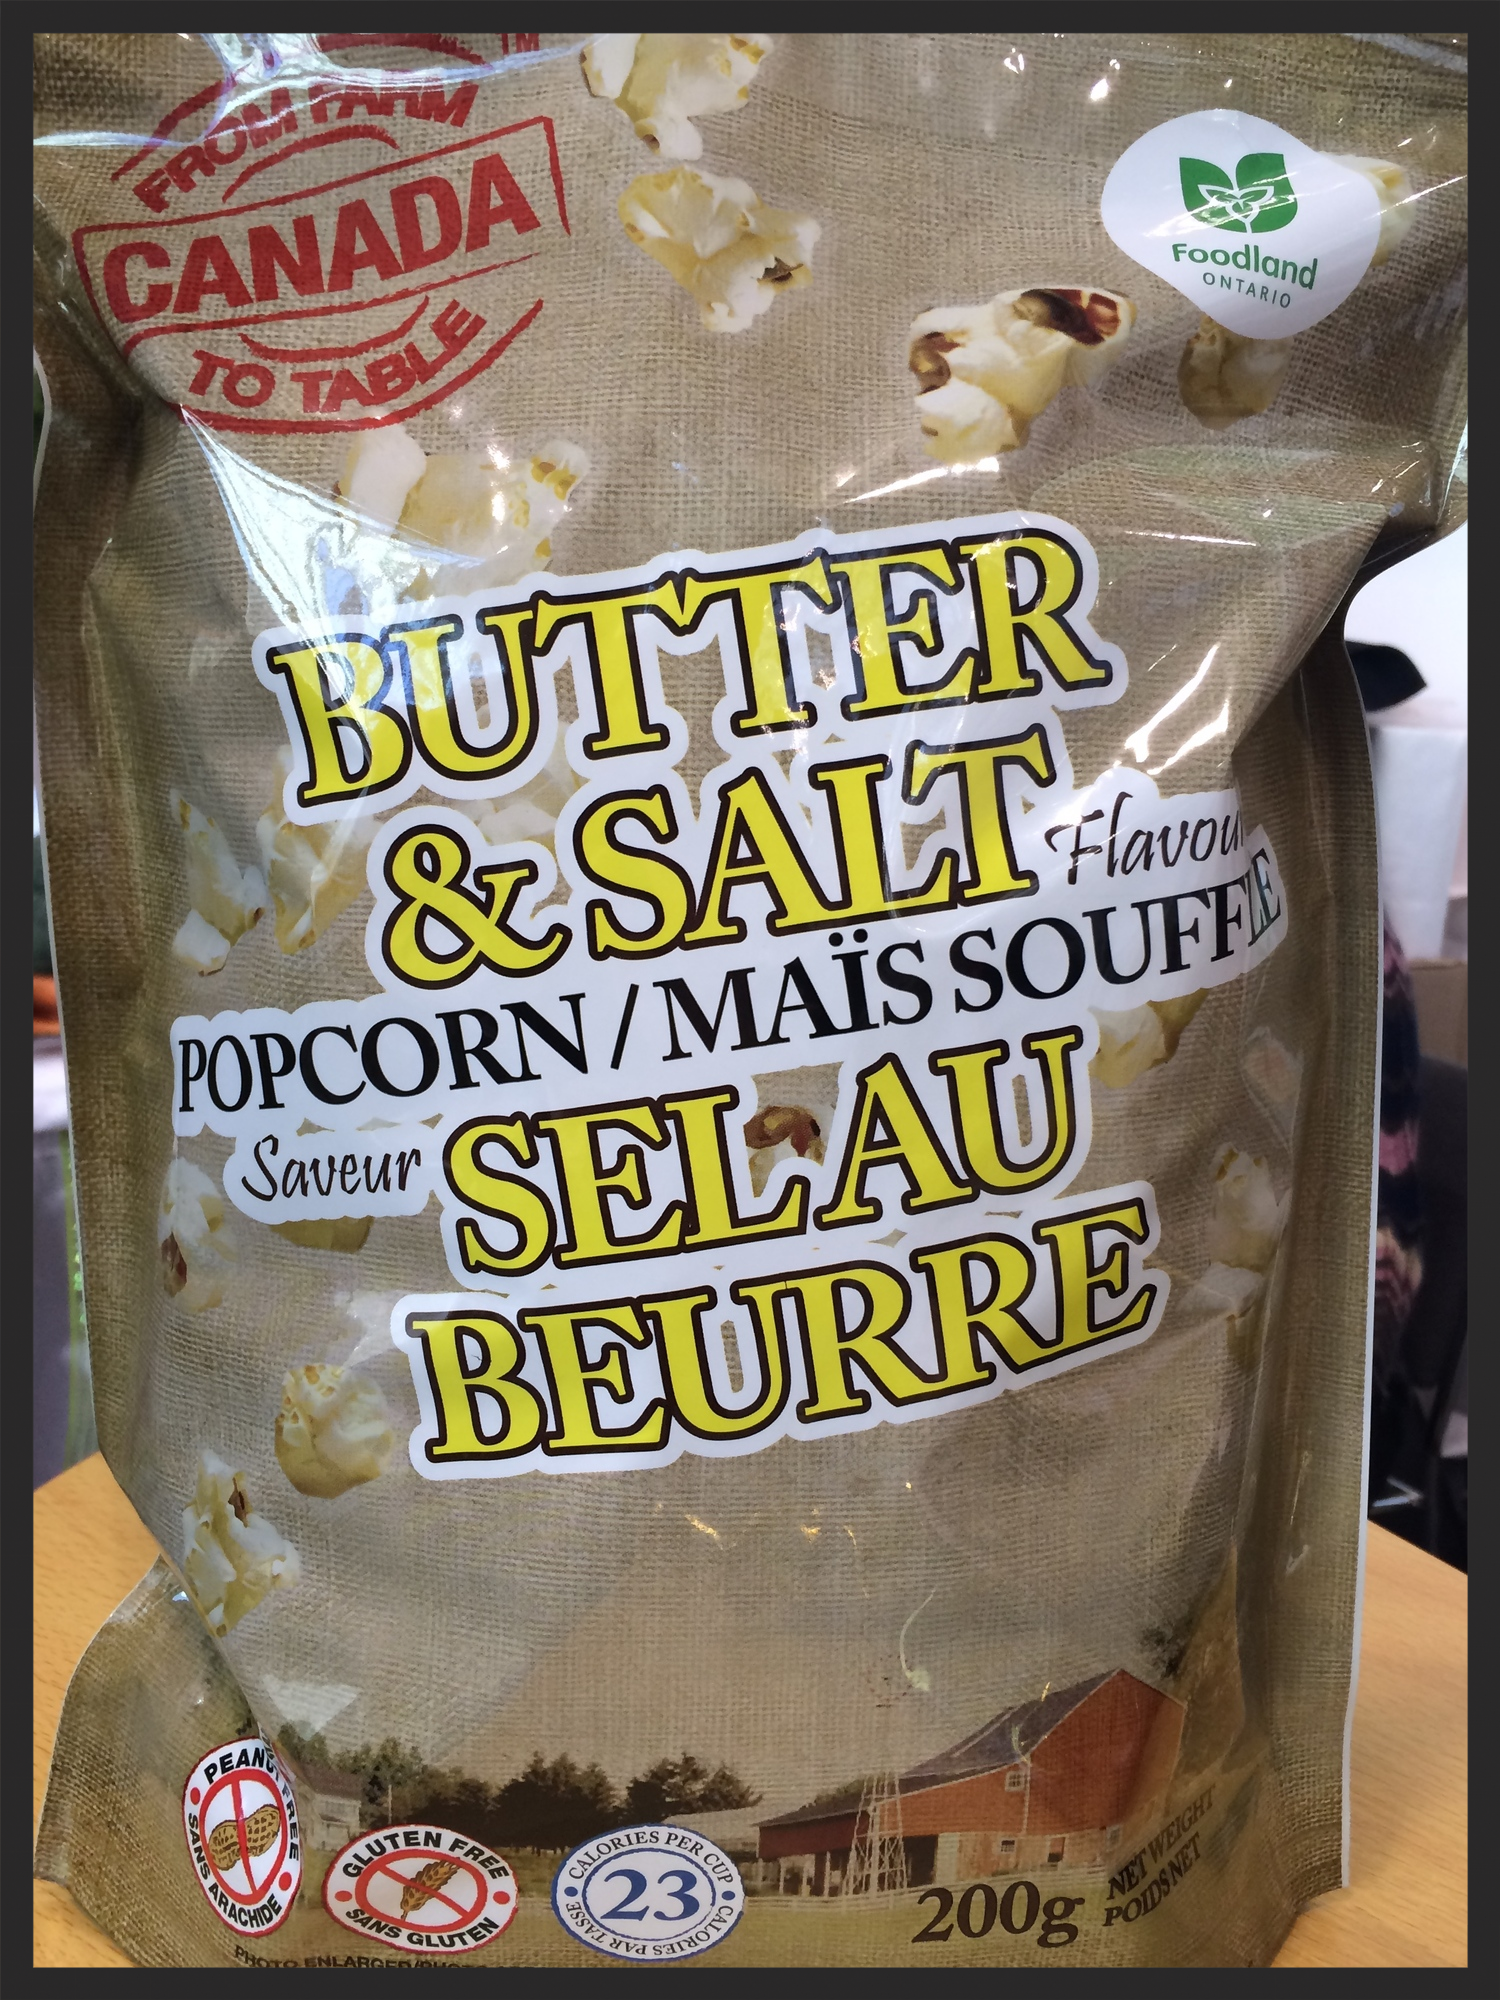 FROM FARM
CANADA
TO TABLE
TM
Foodland
ONTARIO
BUTTER
& SALT Flavour
POPCORN / MAÏS SOUFFLÉ
Saveur SEL AU
BEURRE
PEANUT FREE
SANS ARACHIDE
GLUTEN FREE
SANS GLUTEN
CALORIES PER CUP
23
CALORIES PAR TASSE
200g
NET WEIGHT
POIDS NET
PHOTO ENLARGED/